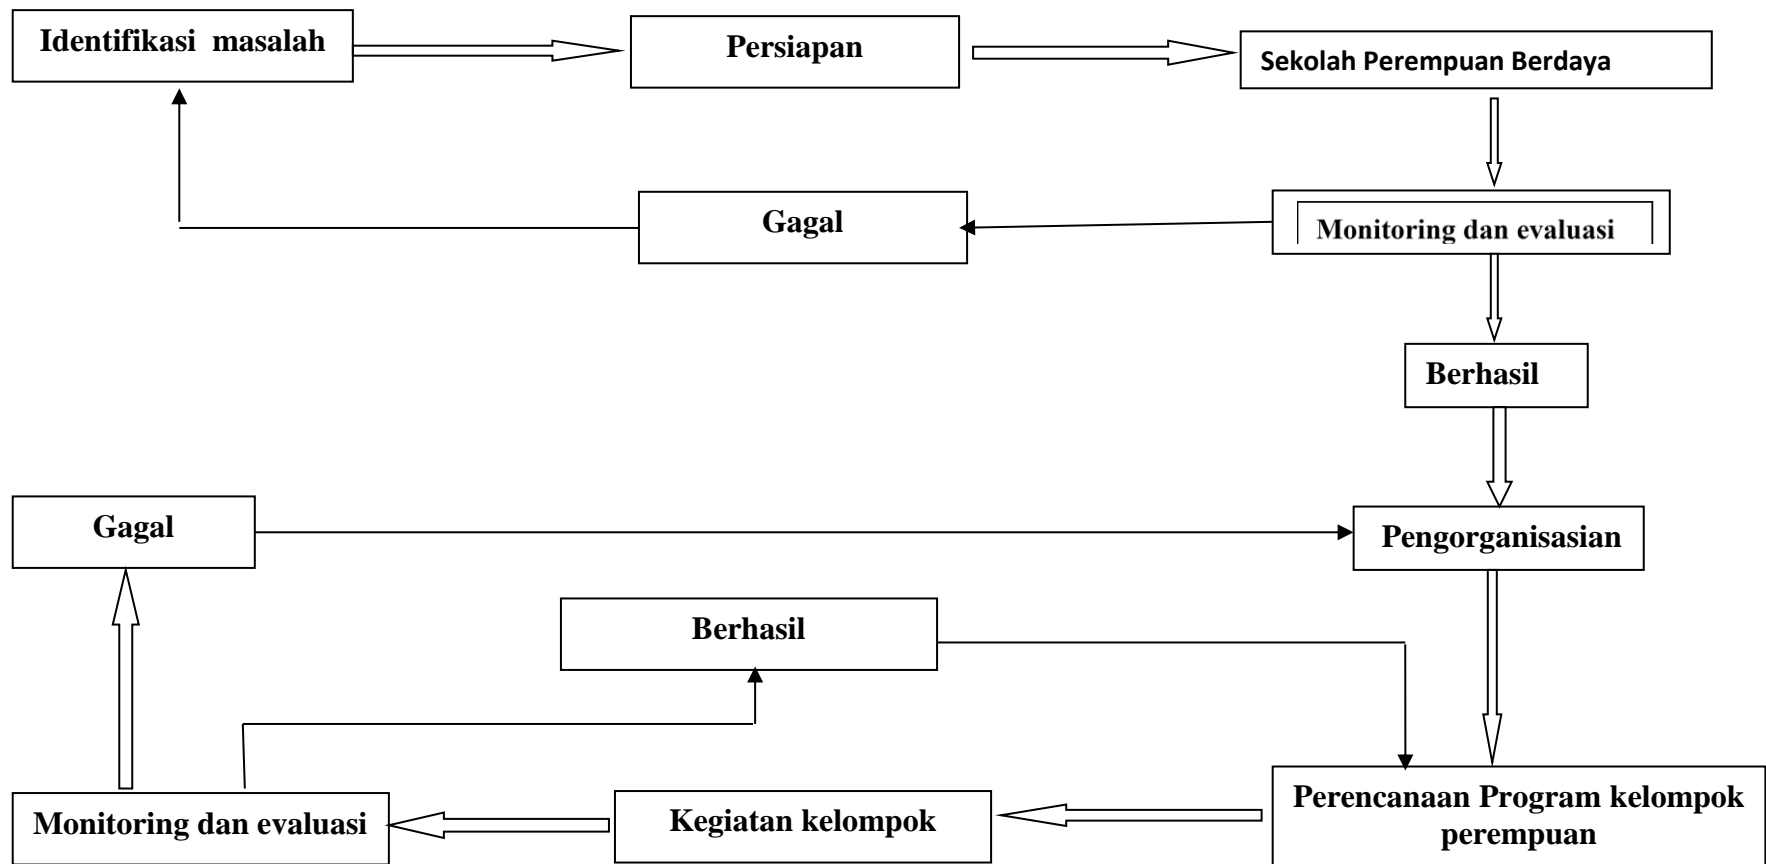 Identifikasi masalah
Persiapan
Sekolah Perempuan Berdaya
Gagal
Monitoring dan evaluasi
Berhasil
Gagal
Pengorganisasian
Berhasil
Perencanaan Program kelompok
perempuan
Kegiatan kelompok
Monitoring dan evaluasi